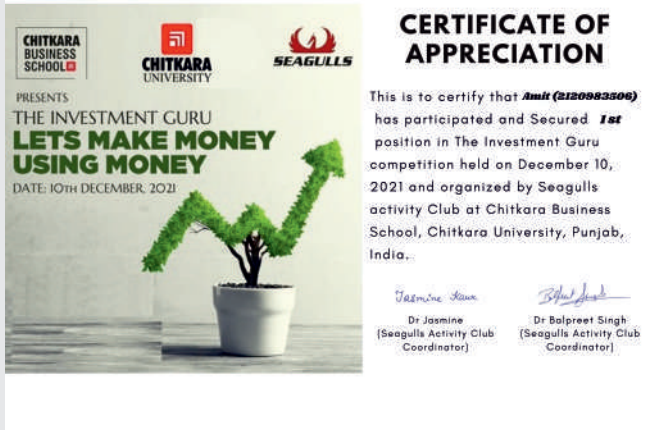 CHITKARA
BUSINESS
SCHOOL
CHITKARA
UNIVERSITY
SEAGULLS
PRESENTS
THE INVESTMENT GURU
LETS MAKE MONEY
USING MONEY
DATE: 10TH DECEMBER, 2021
CERTIFICATE OF
APPRECIATION
This is to certify that Amit (2120983506)
has participated and Secured 1st
position in The Investment Guru
competition held on December 10,
2021 and organized by Seagulls
activity Club at Chitkara Business
School, Chitkara University, Punjab,
India.
Jasmine Kaur
Dr Jasmine
(Seagulls Activity Club
Coordinator)
Dr Balpreet Singh
(Seagulls Activity Club
Coordinator)